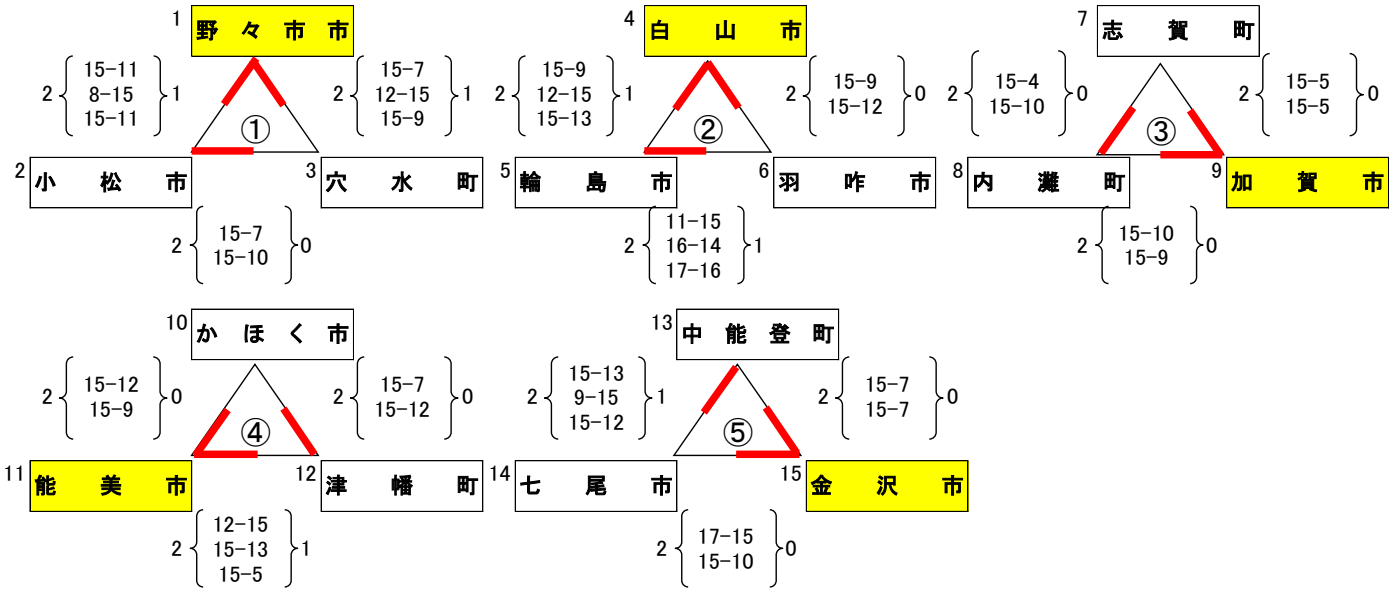 1 野々市市
2 { 15-11 8-15 15-11 } 1
2 { 15-7 12-15 15-9 } 1
①
2 小松市
3 穴水町
2 { 15-7 15-10 } 0
4 白山市
2 { 15-9 12-15 15-13 } 1
2 { 15-9 15-12 } 0
②
5 輪島市
6 羽咋市
2 { 11-15 16-14 17-16 } 1
7 志賀町
2 { 15-4 15-10 } 0
2 { 15-5 15-5 } 0
③
8 内灘町
9 加賀市
2 { 15-10 15-9 } 0
10 かほく市
2 { 15-12 15-9 } 0
2 { 15-7 15-12 } 0
④
11 能美市
12 津幡町
2 { 12-15 15-13 15-5 } 1
13 中能登町
2 { 15-13 9-15 15-12 } 1
2 { 15-7 15-7 } 0
⑤
14 七尾市
15 金沢市
2 { 17-15 15-10 } 0